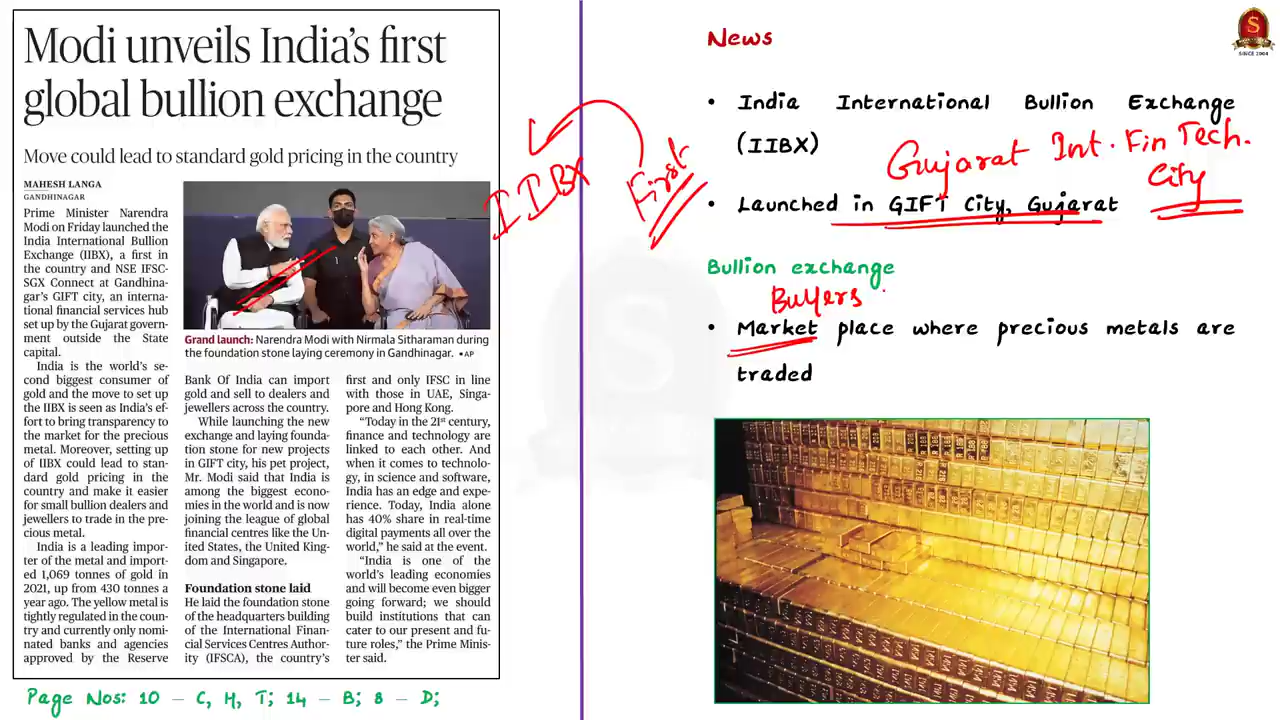 Modi unveils India's first
global bullion exchange
Move could lead to standard gold pricing in the country
MAHESH LANGA
GANDHINAGAR
Prime Minister Narendra
Modi on Friday launched the
India International Bullion
Exchange (IIBX), a first in
the country and NSE IFSC-
SGX Connect at Gandhina-
gar's GIFT city, an interna-
tional financial services hub
set up by the Gujarat govern-
ment outside the State
capital.
India is the world's se-
cond biggest consumer of
gold and the move to set up
the IIBX is seen as India's ef-
fort to bring transparency to
the market for the precious
metal. Moreover, setting up
of IIBX could lead to stan-
dard gold pricing in the
country and make it easier
for small bullion dealers and
jewellers to trade in the pre-
cious metal.
India is a leading impor-
ter of the metal and import-
ed 1,069 tonnes of gold in
2021, up from 430 tonnes a
year ago. The yellow metal is
tightly regulated in the coun-
try and currently only nomi-
nated banks and agencies
approved by the Reserve
Grand launch: Narendra Modi with Nirmala Sitharaman during
the foundation stone laying ceremony in Gandhinagar. •AP
Bank Of India can import
gold and sell to dealers and
jewellers across the country.
While launching the new
exchange and laying founda-
tion stone for new projects
in GIFT city, his pet project,
Mr. Modi said that India is
among the biggest econo-
mies in the world and is now
joining the league of global
financial centres like the Un-
ited States, the United King-
dom and Singapore.
Foundation stone laid
He laid the foundation stone
of the headquarters building
of the International Finan-
cial Services Centres Author-
ity (IFSCA), the country's
first and only IFSC in line
with those in UAE, Singa-
pore and Hong Kong.
"Today in the 21st century,
finance and technology are
linked to each other. And
when it comes to technolo-
gy, in science and software,
India has an edge and expe-
rience. Today, India alone
has 40% share in real-time
digital payments all over the
world," he said at the event.
"India is one of the
world's leading economies
and will become even bigger
going forward; we should
build institutions that can
cater to our present and fu-
ture roles," the Prime Minis-
ter said.
Page Nos: 10 – C, H, T; 14 – B; 8 – D;
IIBX
First
News
• India International Bullion Exchange
(IIBX)
Gujarat Int. Fin Tech.
City
• Launched in GIFT City, Gujarat
Bullion exchange
Buyers
• Market place where precious metals are
traded
S
SINCE 2004